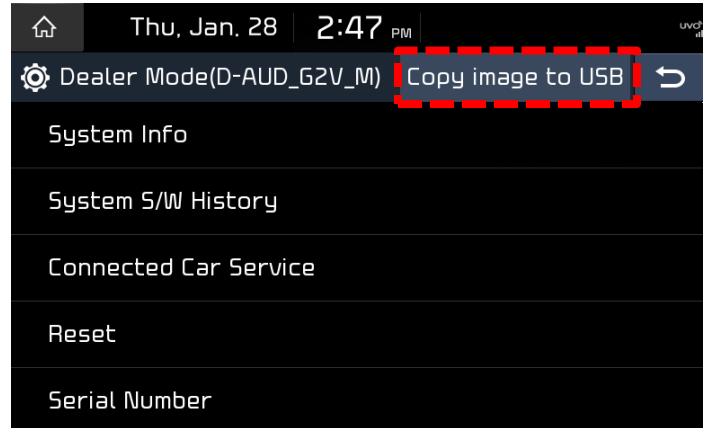 Thu, Jan. 28 2:47 PM UVO
Dealer Mode(D-AUD_G2V_M) Copy image to USB
System Info
System S/W History
Connected Car Service
Reset
Serial Number